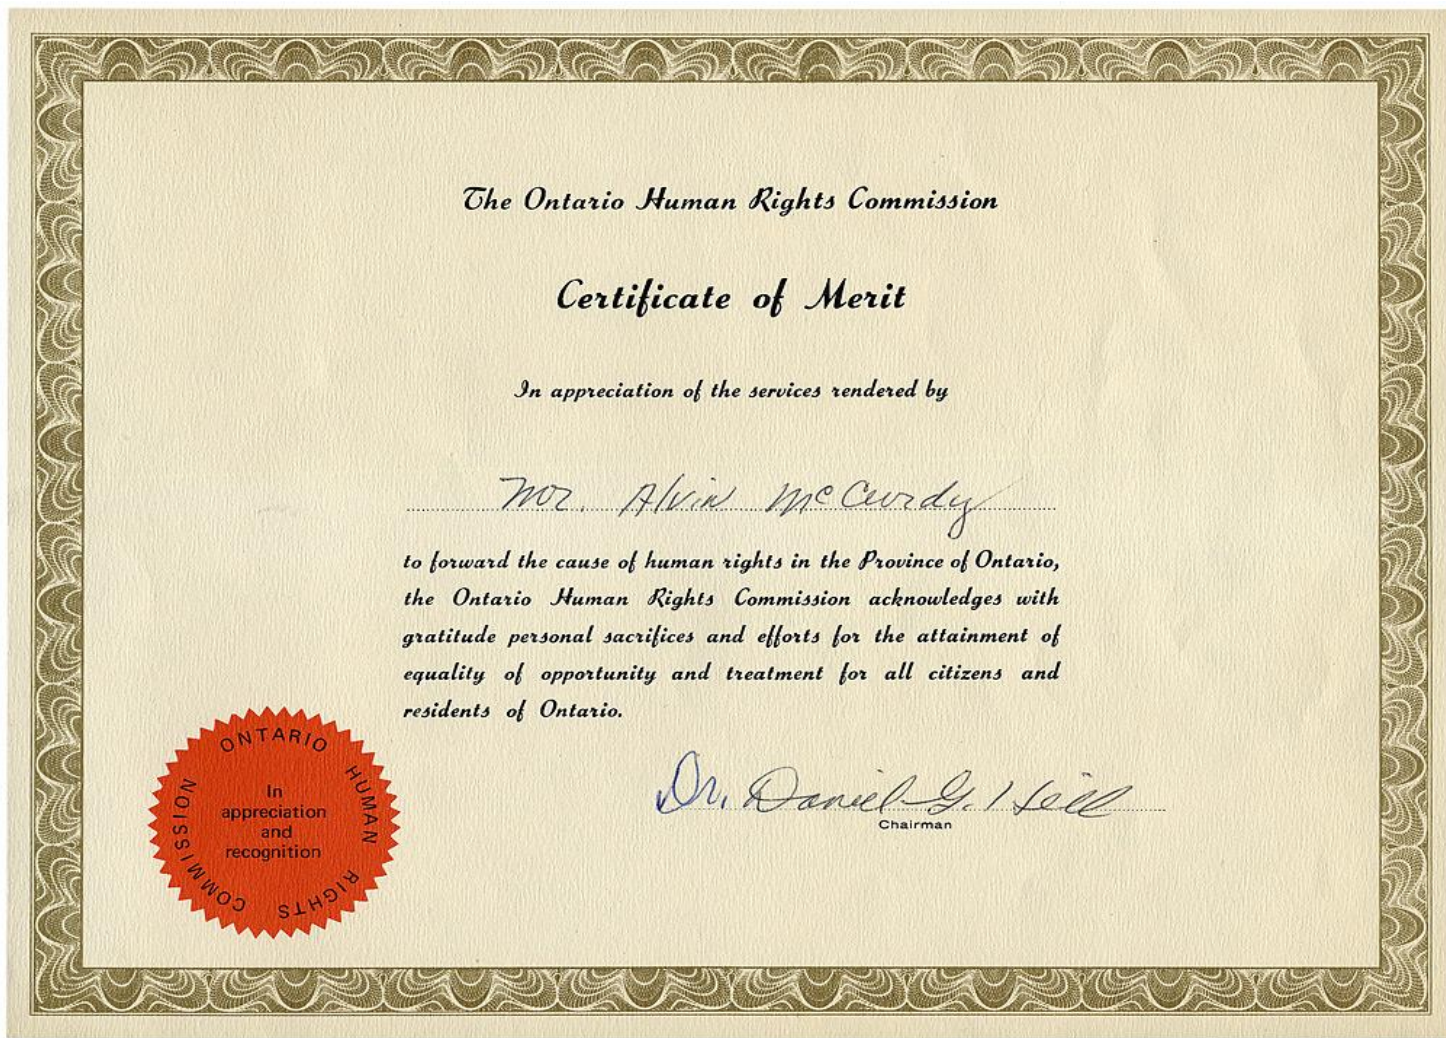 The Ontario Human Rights Commission
Certificate of Merit
In appreciation of the services rendered by
Mr. Alvin McCurdy
to forward the cause of human rights in the Province of Ontario,
the Ontario Human Rights Commission acknowledges with
gratitude personal sacrifices and efforts for the attainment of
equality of opportunity and treatment for all citizens and
residents of Ontario.
Dr. Daniel G. Hill
Chairman
ONTARIO HUMAN RIGHTS COMMISSION
In
appreciation
and
recognition